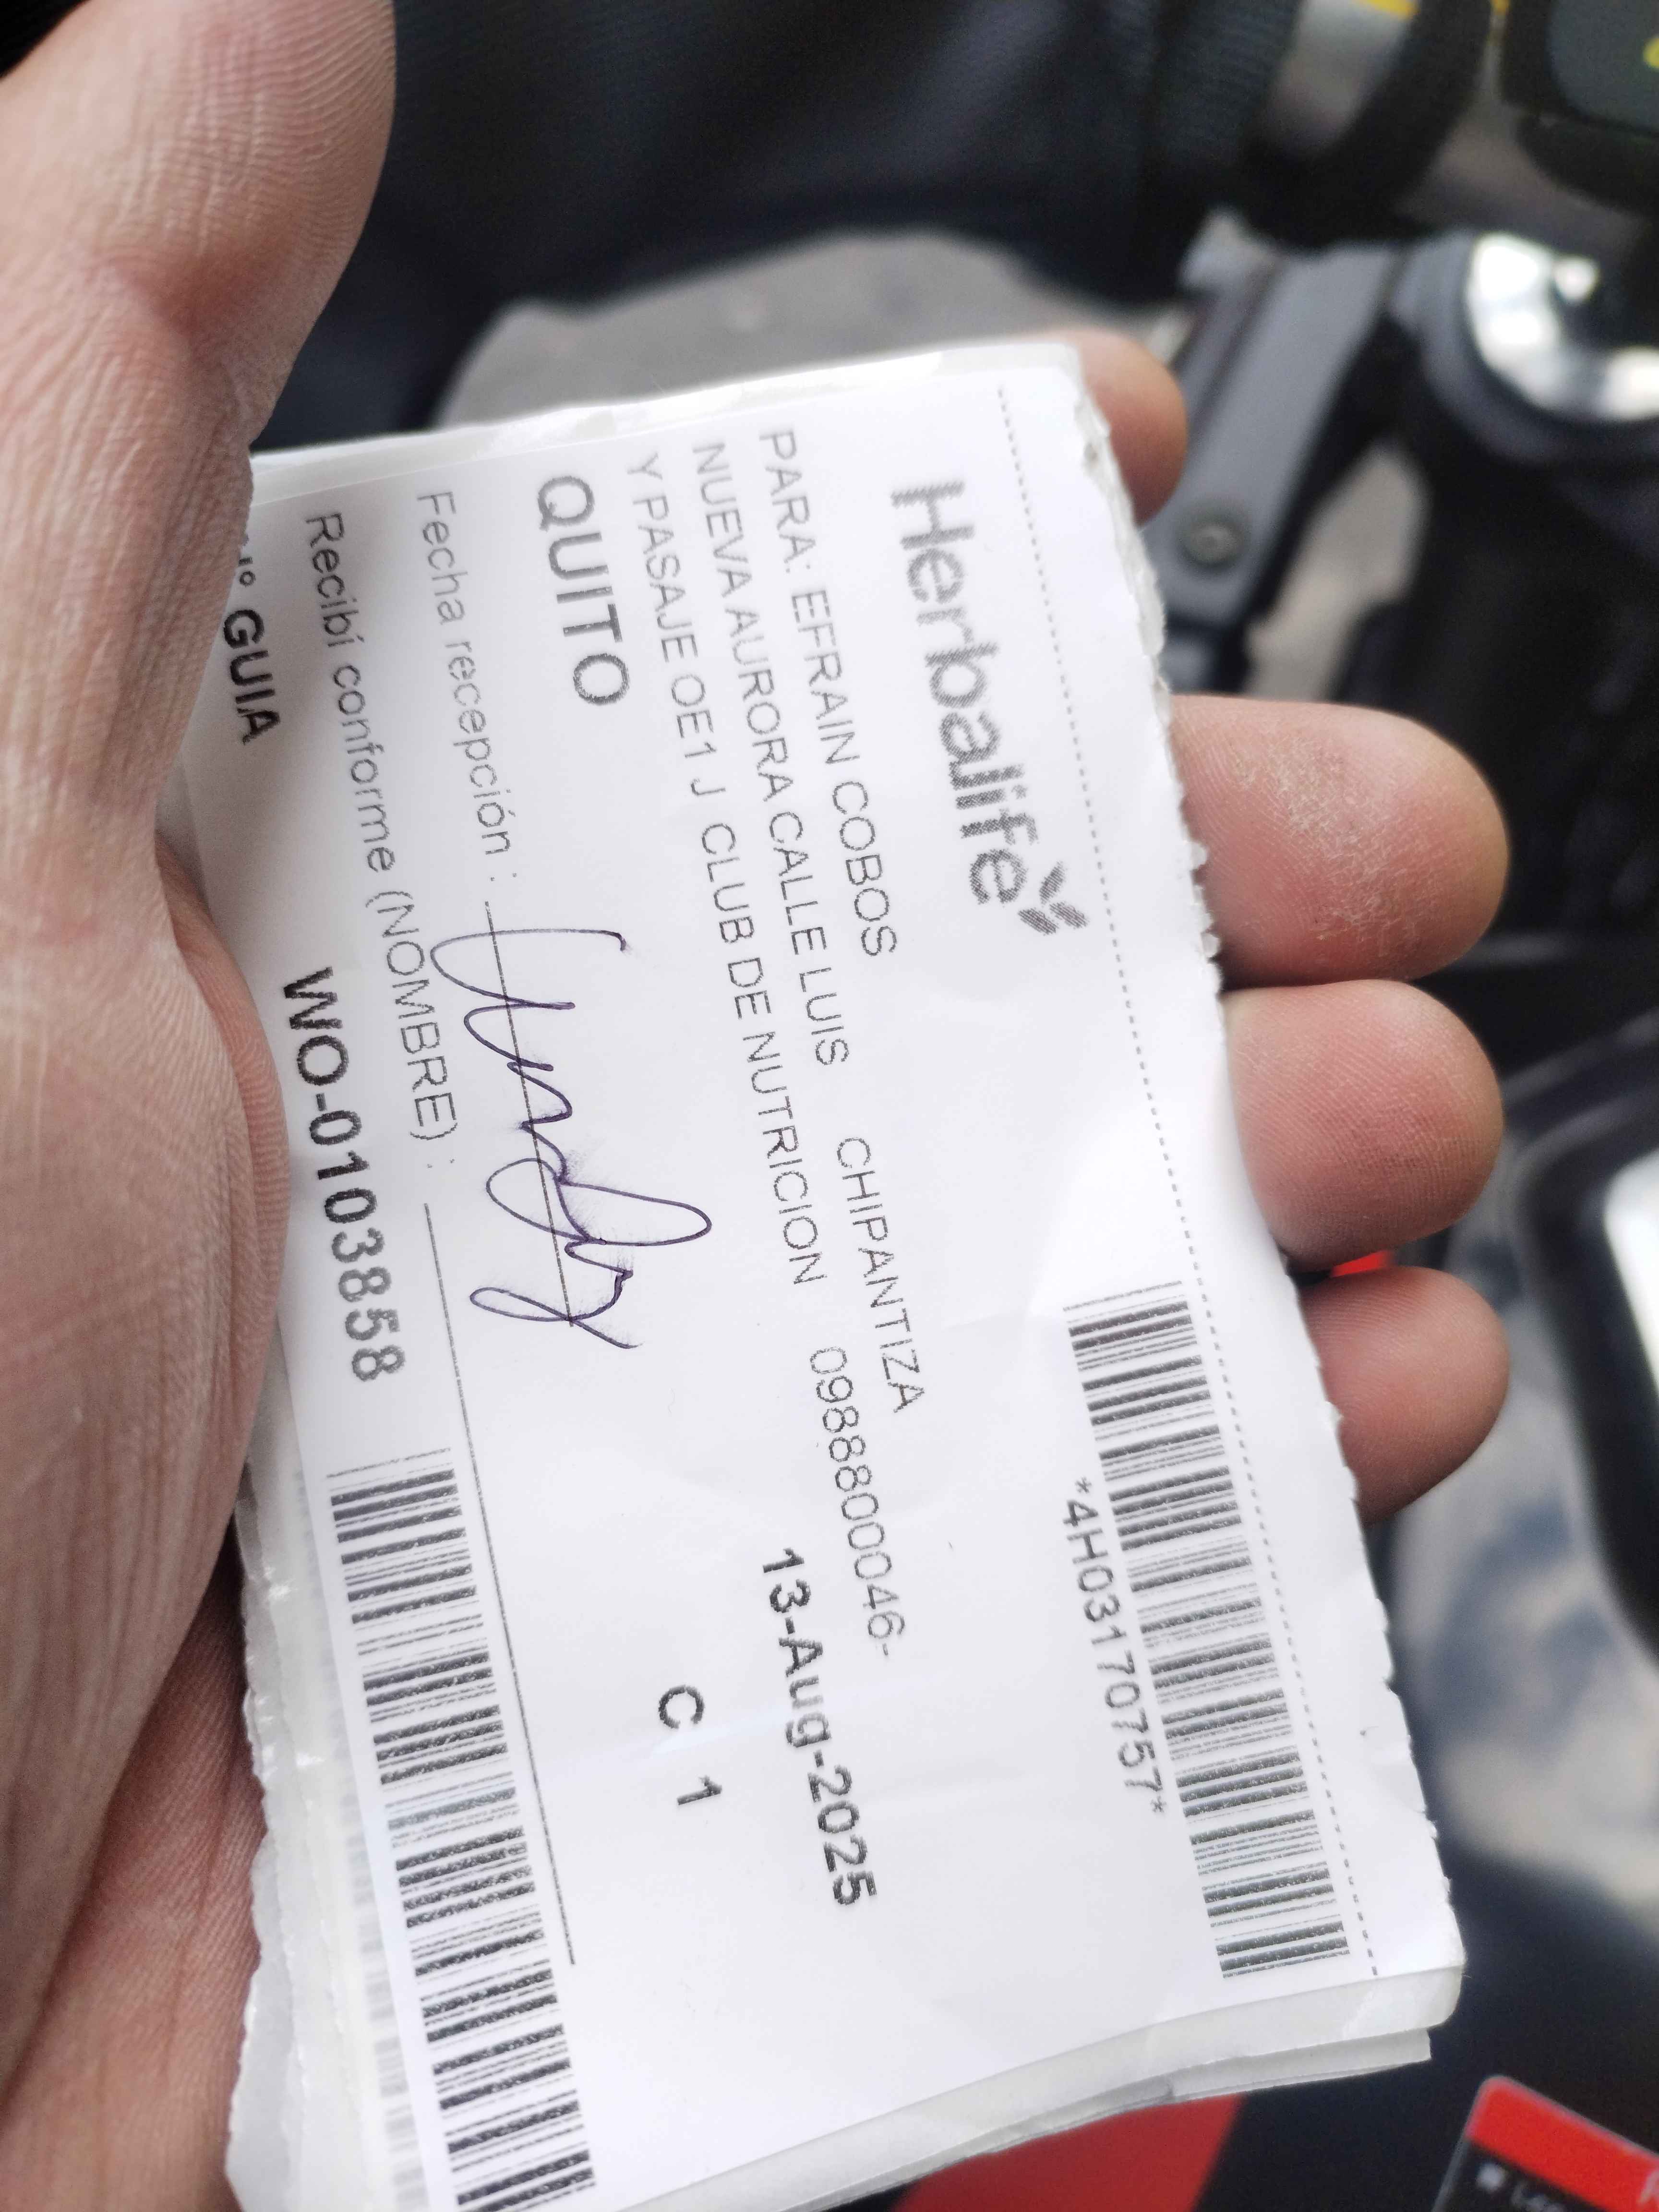 Herbalife
*4H03170757*
PARA: EFRAIN COBOS CHIPANTIZA
NUEVA AURORA CALLE LUIS 0988800046-
Y PASAJE OE1 J CLUB DE NUTRICION
13-Aug-2025
QUITO
C 1
Fecha recepción :
Recibí conforme (NOMBRE) :
N° GUIA WO-0103858